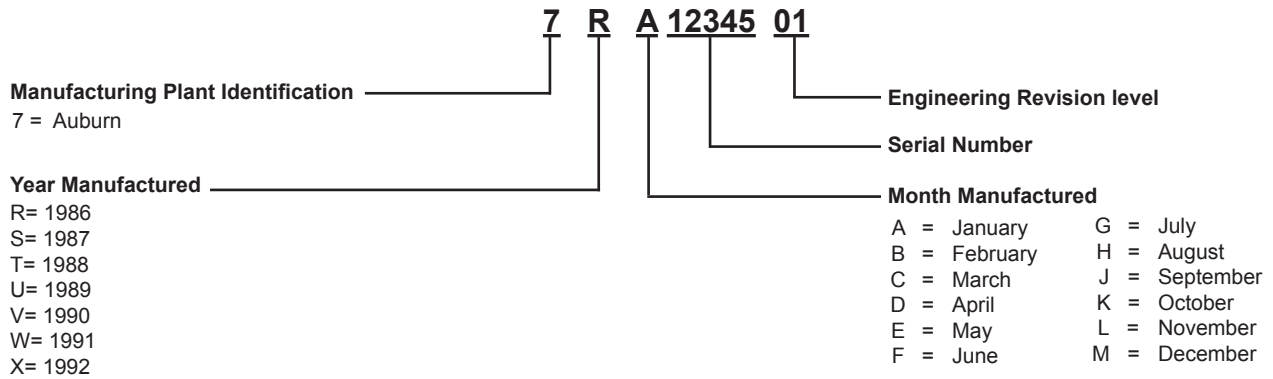 7 R A 12345 01
Manufacturing Plant Identification
7 = Auburn
Year Manufactured
R= 1986
S= 1987
T= 1988
U= 1989
V= 1990
W= 1991
X= 1992
Engineering Revision level
Serial Number
Month Manufactured
A = January
B = February
C = March
D = April
E = May
F = June
G = July
H = August
J = September
K = October
L = November
M = December